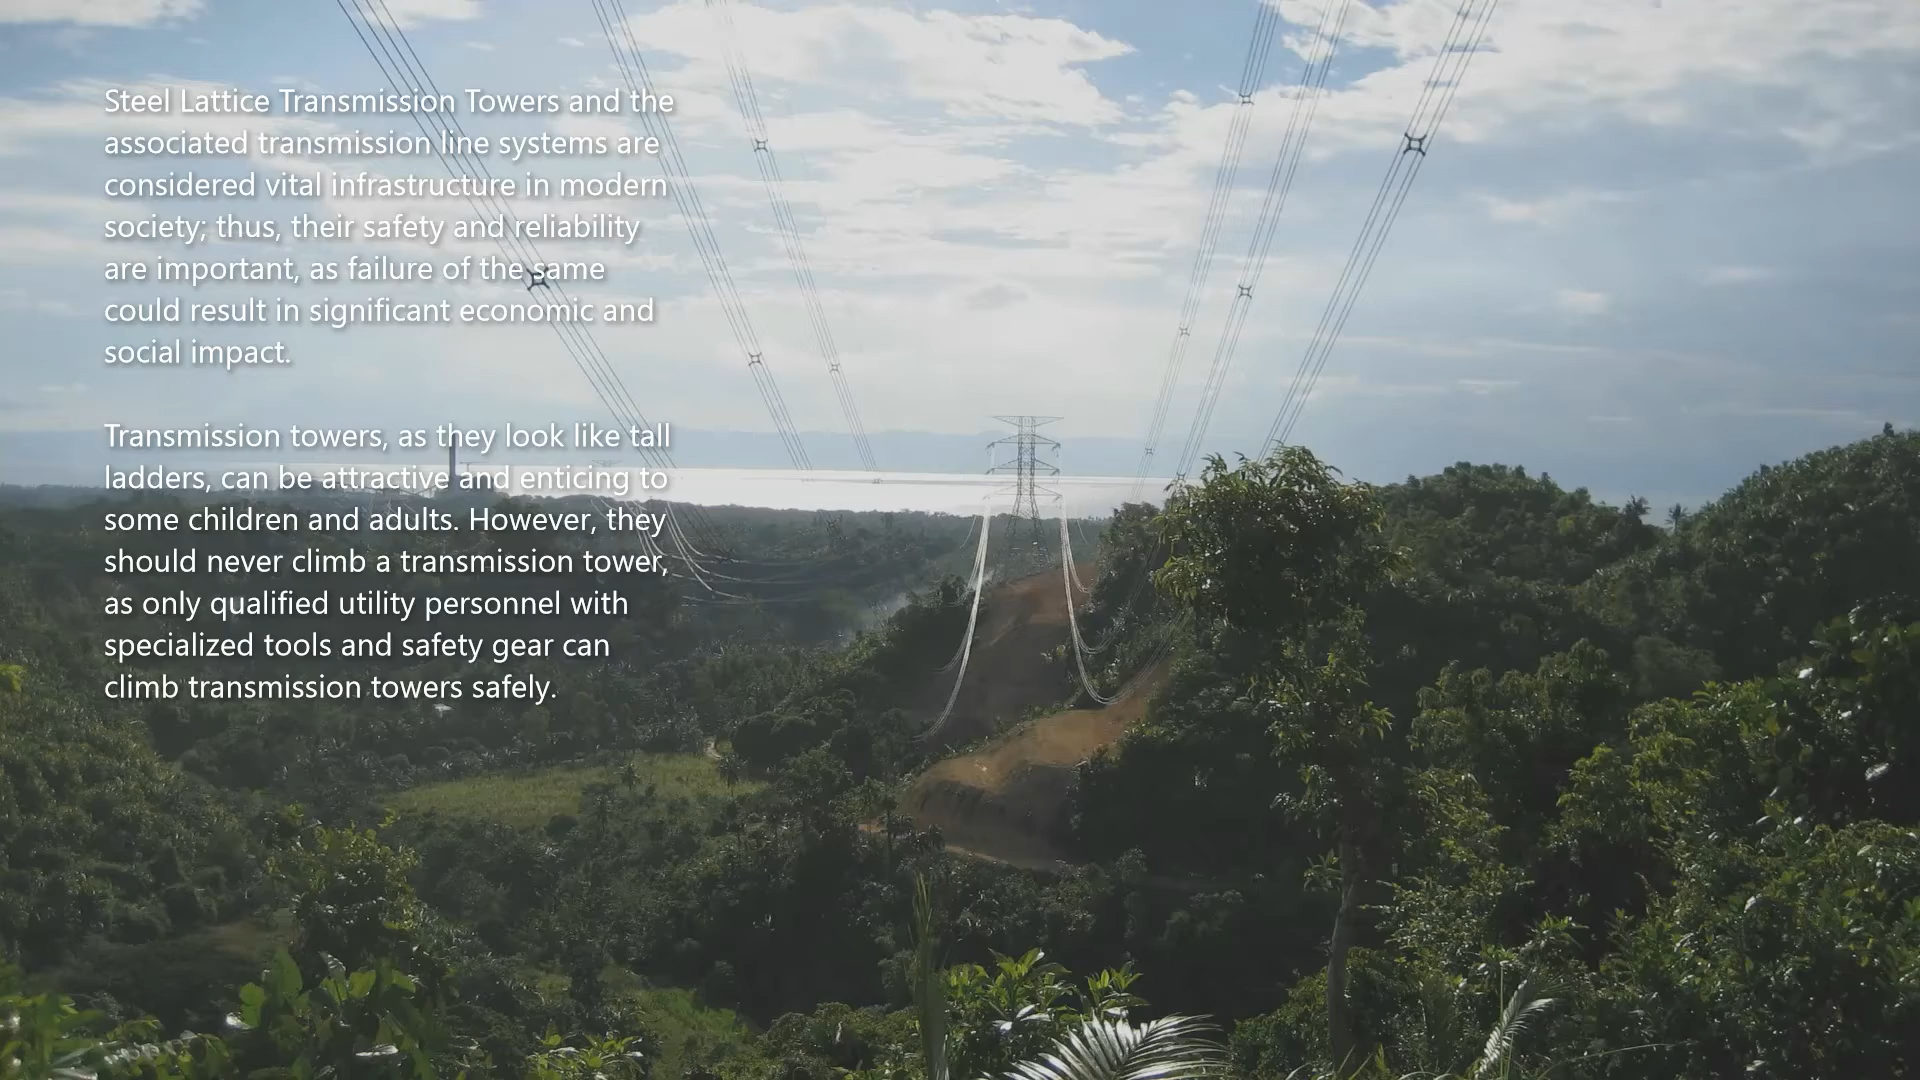 Steel Lattice Transmission Towers and the
associated transmission line systems are
considered vital infrastructure in modern
society; thus, their safety and reliability
are important, as failure of the same
could result in significant economic and
social impact.
Transmission towers, as they look like tall
ladders, can be attractive and enticing to
some children and adults. However, they
should never climb a transmission tower,
as only qualified utility personnel with
specialized tools and safety gear can
climb transmission towers safely.